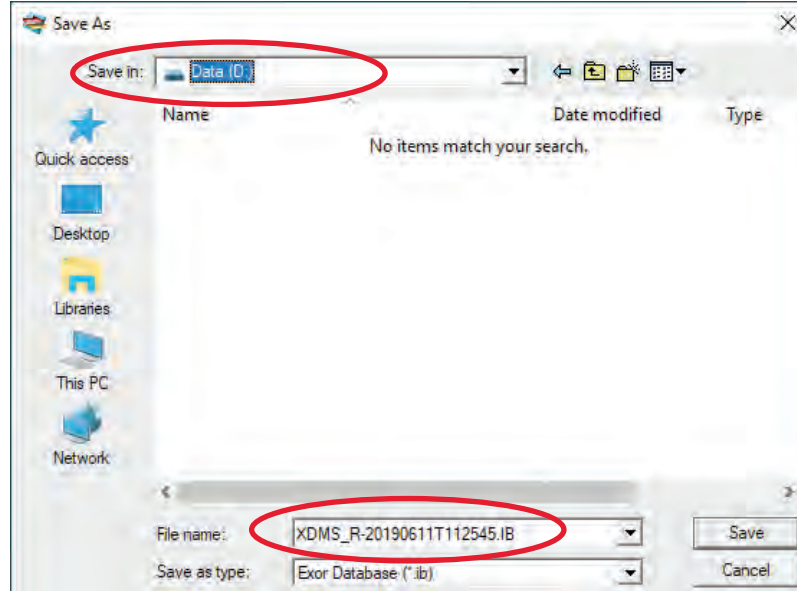 Save As
Save in: Data (D:)
Name Date modified Type
No items match your search.
Quick access
Desktop
Libraries
This PC
Network
File name: XDMS_R-20190611T112545.IB Save
Save as type: Exor Database (*.ib) Cancel